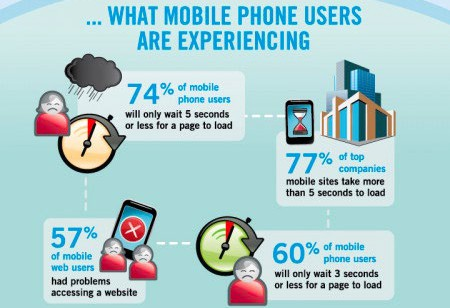 ... WHAT MOBILE PHONE USERS
ARE EXPERIENCING
74% of mobile
phone users
will only wait 5 seconds
or less for a page to load
77% of top
companies
mobile sites take more
than 5 seconds to load
57%
of mobile
web users
had problems
accessing a website
60% of mobile
phone users
will only wait 3 seconds
or less for a page to load